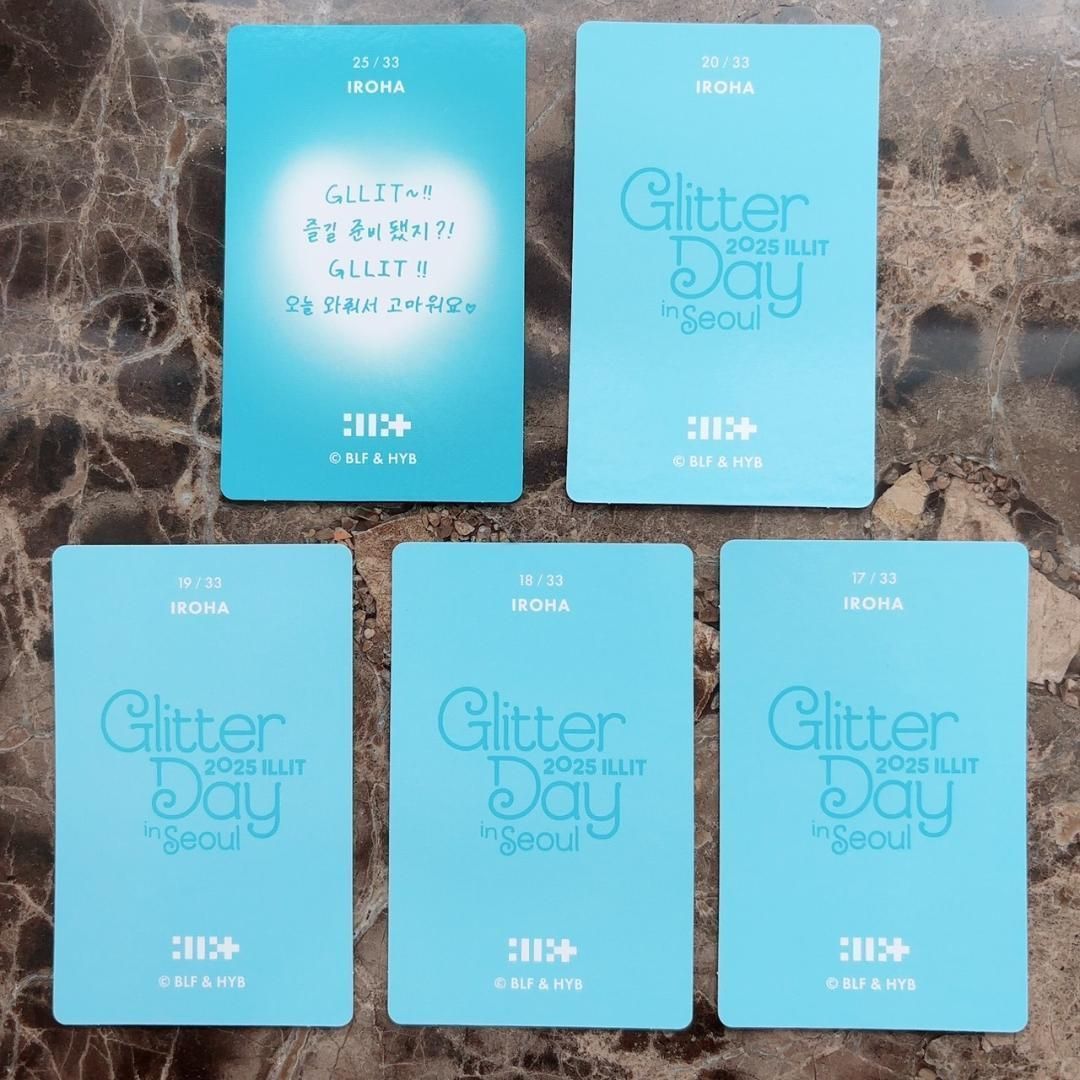 25 / 33
IROHA
GLLIT~!!
즐길 준비 됐지?!
GLLIT !!
오늘 와줘서 고마워요♡
© BLF & HYB
20 / 33
IROHA
Glitter
2025 ILLIT
Day
in Seoul
© BLF & HYB
19 / 33
IROHA
Glitter
2025 ILLIT
Day
in Seoul
© BLF & HYB
18 / 33
IROHA
Glitter
2025 ILLIT
Day
in Seoul
© BLF & HYB
17 / 33
IROHA
Glitter
2025 ILLIT
Day
in Seoul
© BLF & HYB